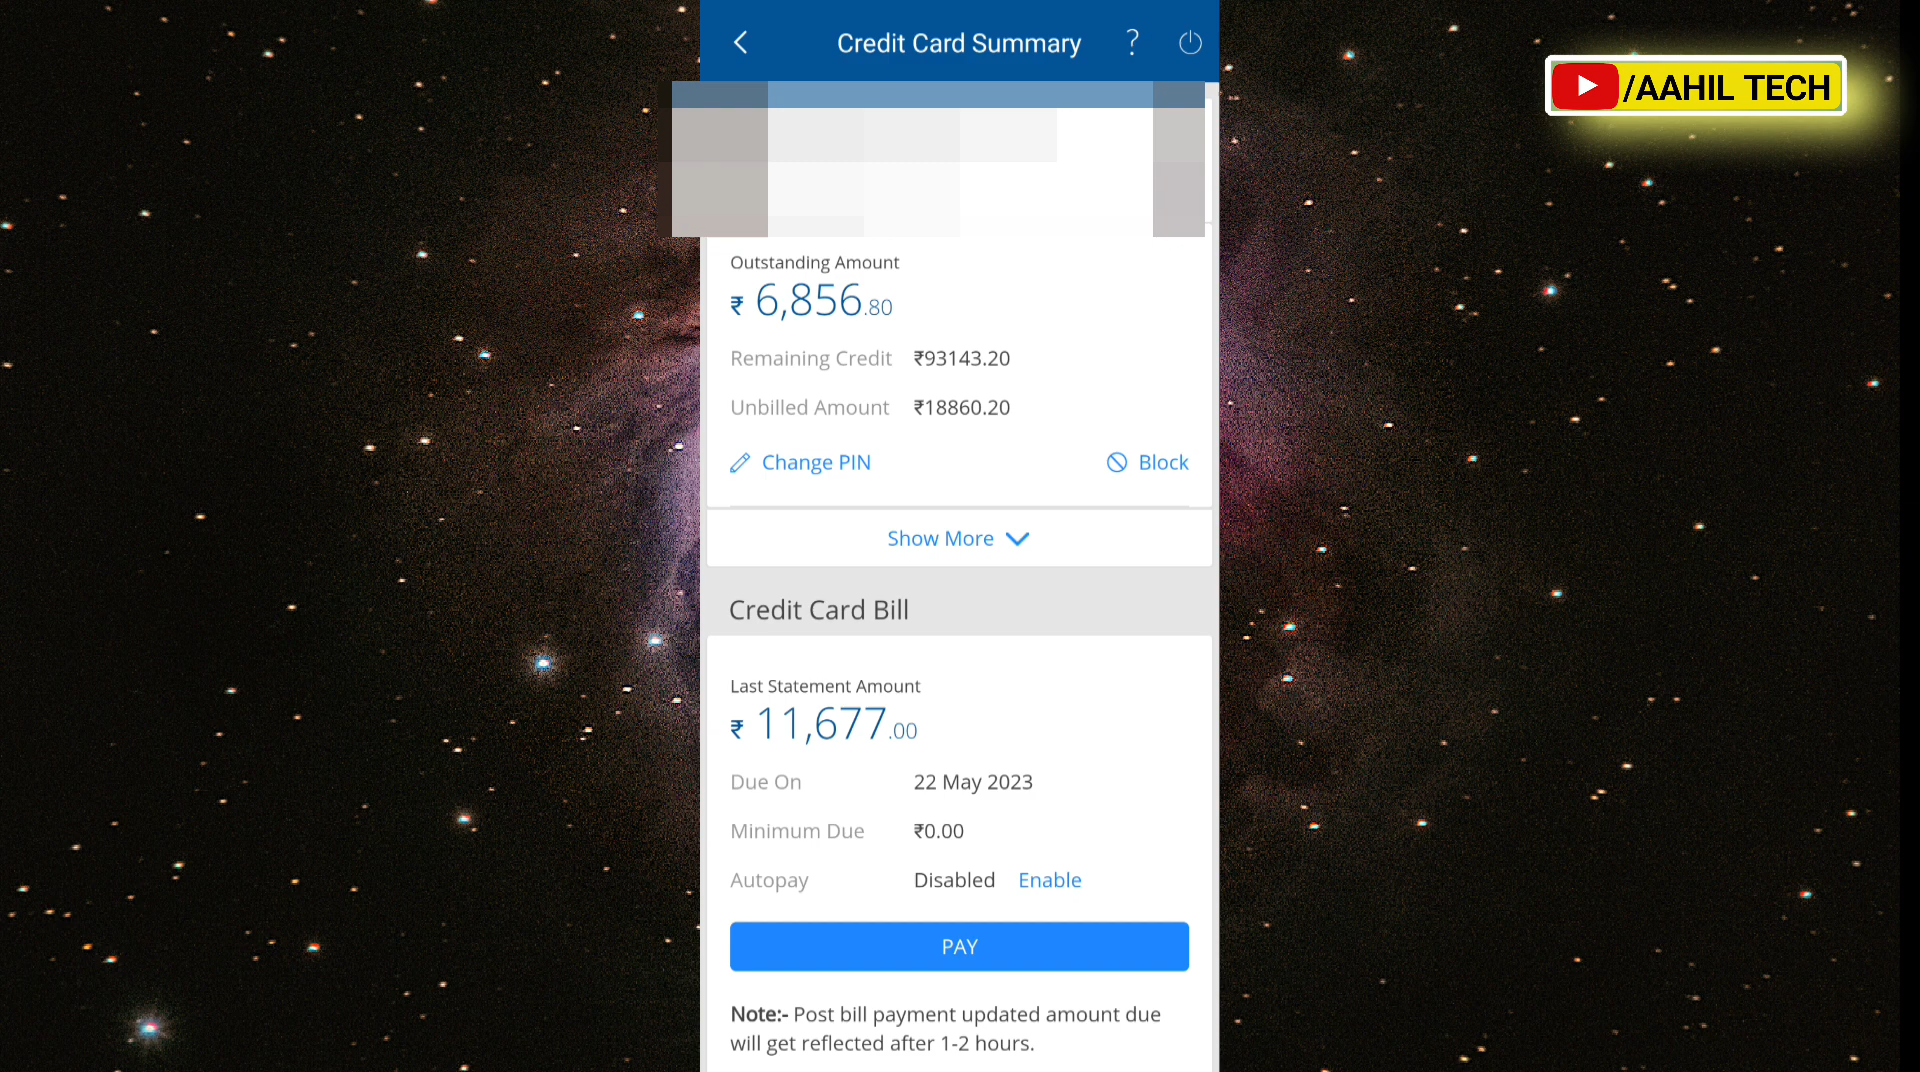 Credit Card Summary ?
/AAHIL TECH
Outstanding Amount
₹ 6,856.80
Remaining Credit ₹93143.20
Unbilled Amount ₹18860.20
Change PIN Block
Show More
Credit Card Bill
Last Statement Amount
₹ 11,677.00
Due On 22 May 2023
Minimum Due ₹0.00
Autopay Disabled Enable
PAY
Note:- Post bill payment updated amount due
will get reflected after 1-2 hours.